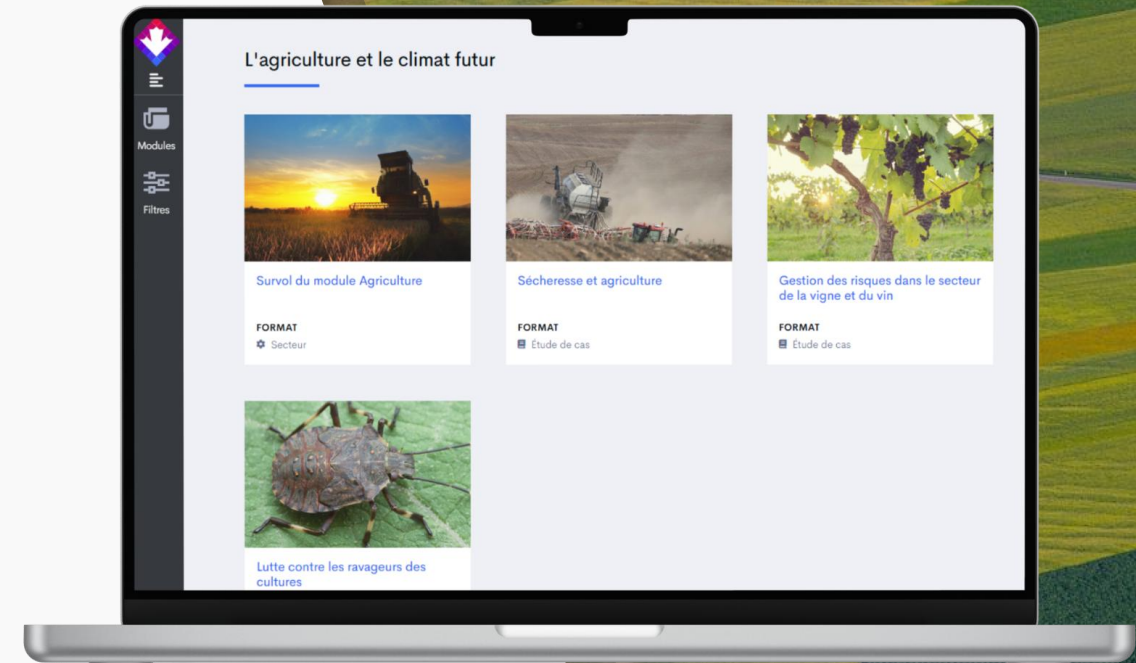 L'agriculture et le climat futur
Modules
Filtres
Survol du module Agriculture
FORMAT
Secteur
Sécheresse et agriculture
FORMAT
Étude de cas
Gestion des risques dans le secteur
de la vigne et du vin
FORMAT
Étude de cas
Lutte contre les ravageurs des
cultures